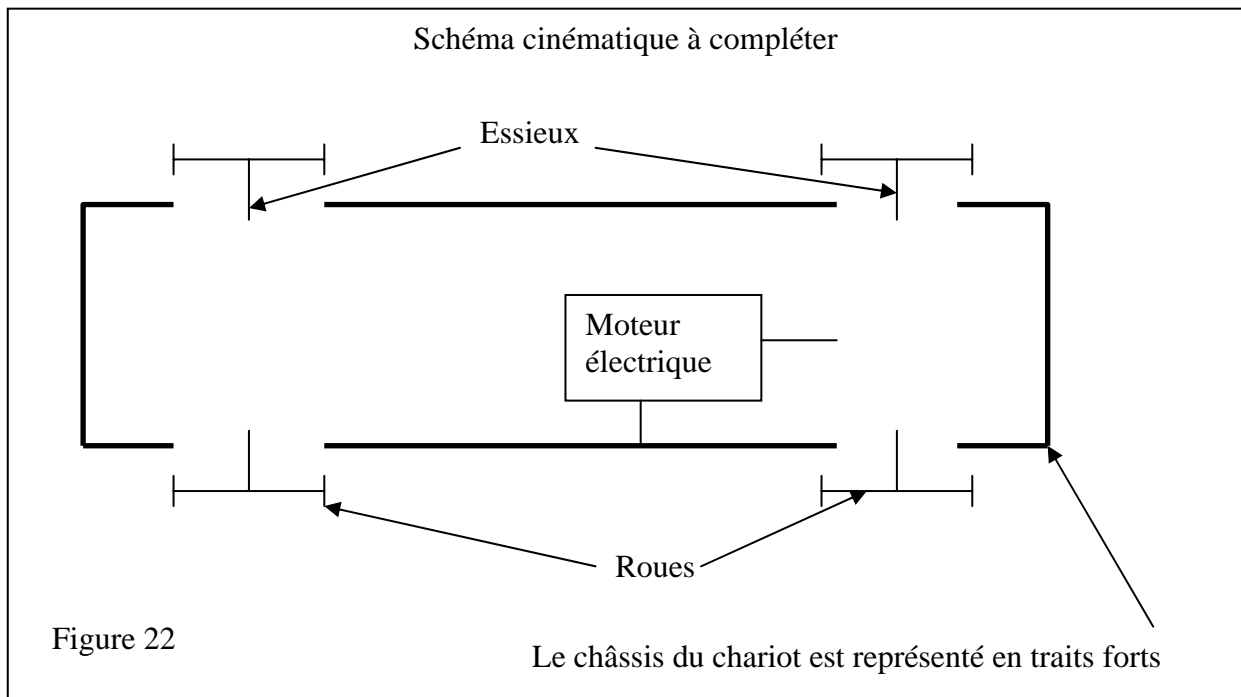 Schéma cinématique à compléter
Essieux
Moteur
électrique
Roues
Figure 22
Le châssis du chariot est représenté en traits forts